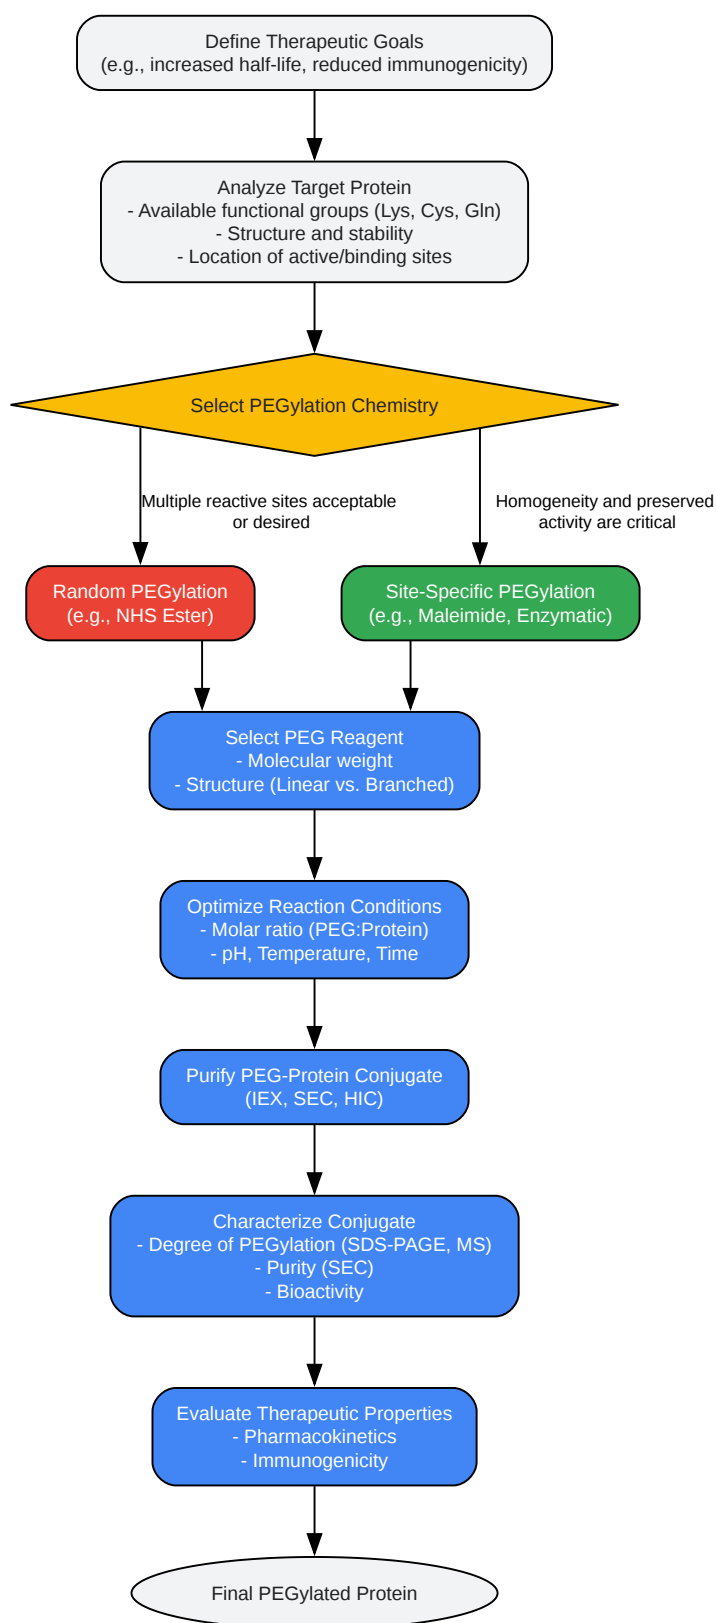 Define Therapeutic Goals
(e.g., increased half-life, reduced immunogenicity)
Analyze Target Protein
- Available functional groups (Lys, Cys, Gln)
- Structure and stability
- Location of active/binding sites
Select PEGylation Chemistry
Multiple reactive sites acceptable
or desired
Homogeneity and preserved
activity are critical
Random PEGylation
(e.g., NHS Ester)
Site-Specific PEGylation
(e.g., Maleimide, Enzymatic)
Select PEG Reagent
- Molecular weight
- Structure (Linear vs. Branched)
Optimize Reaction Conditions
- Molar ratio (PEG:Protein)
- pH, Temperature, Time
Purify PEG-Protein Conjugate
(IEX, SEC, HIC)
Characterize Conjugate
- Degree of PEGylation (SDS-PAGE, MS)
- Purity (SEC)
- Bioactivity
Evaluate Therapeutic Properties
- Pharmacokinetics
- Immunogenicity
Final PEGylated Protein